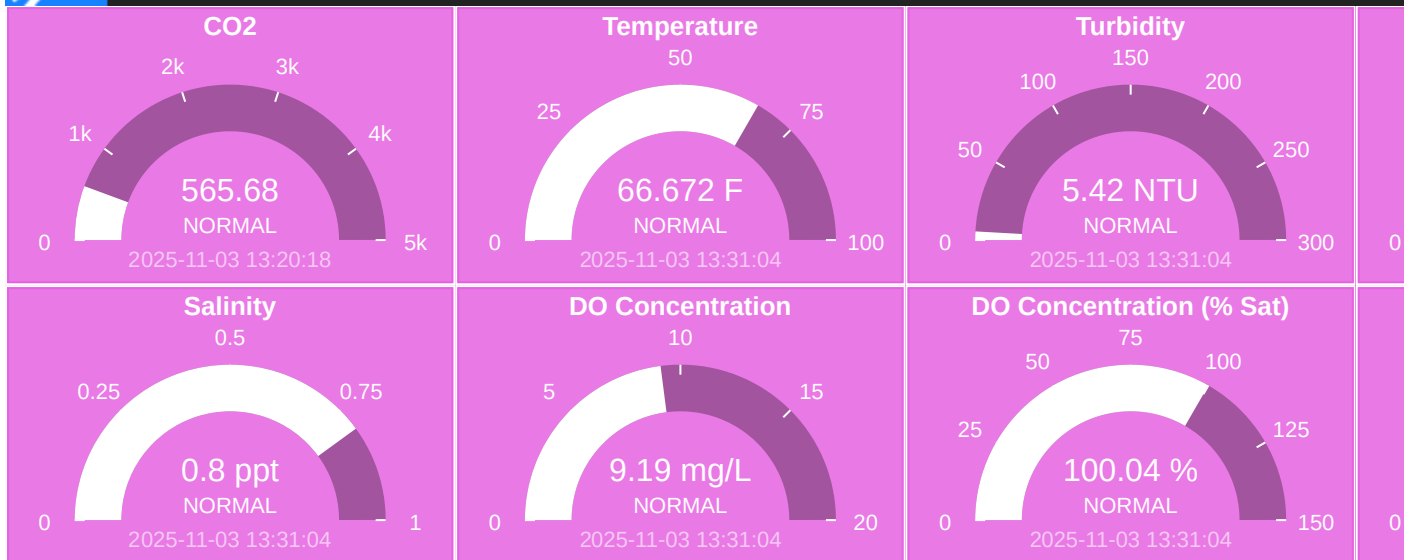 CO2
2k
3k
1k
4k
565.68
NORMAL
0
5k
2025-11-03 13:20:18
Temperature
50
25
75
66.672 F
NORMAL
0
100
2025-11-03 13:31:04
Turbidity
150
100
200
50
250
5.42 NTU
NORMAL
0
300
2025-11-03 13:31:04
0
Salinity
0.5
0.25
0.75
0.8 ppt
NORMAL
0
1
2025-11-03 13:31:04
DO Concentration
10
5
15
9.19 mg/L
NORMAL
0
20
2025-11-03 13:31:04
DO Concentration (% Sat)
75
50
100
25
125
100.04 %
NORMAL
0
150
2025-11-03 13:31:04
0